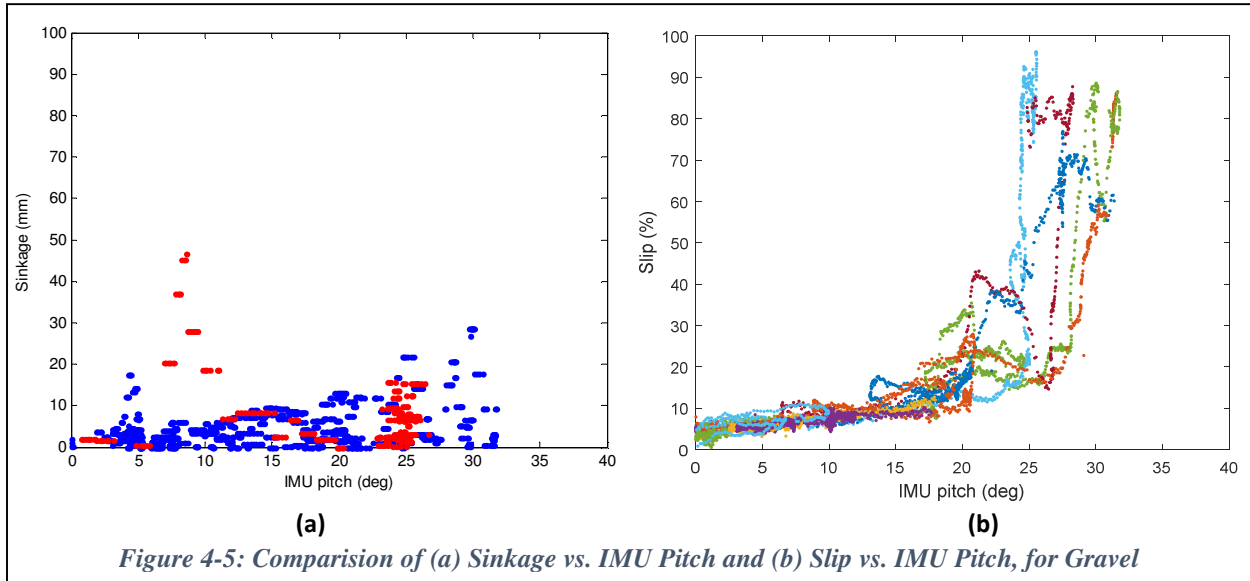 100
90
80
70
60
50
40
30
20
10
0
Sinkage (mm)
0 5 10 15 20 25 30 35 40
IMU pitch (deg)
(a)
100
90
80
70
60
50
40
30
20
10
0
Slip (%)
0 5 10 15 20 25 30 35 40
IMU pitch (deg)
(b)
Figure 4-5: Comparision of (a) Sinkage vs. IMU Pitch and (b) Slip vs. IMU Pitch, for Gravel